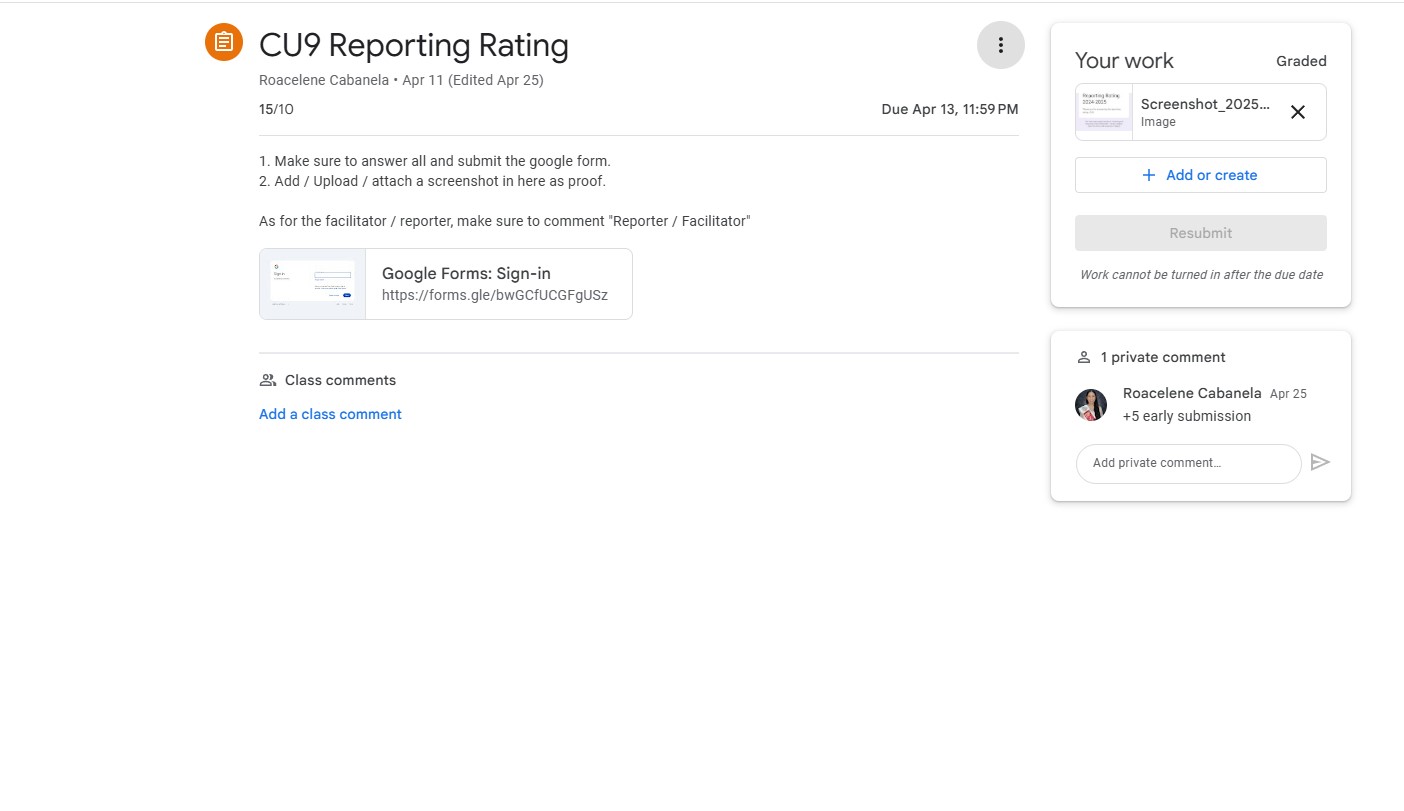 CU9 Reporting Rating
Roacelene Cabanela • Apr 11 (Edited Apr 25)
15/10
Due Apr 13, 11:59 PM
1. Make sure to answer all and submit the google form.
2. Add / Upload / attach a screenshot in here as proof.
As for the facilitator / reporter, make sure to comment "Reporter / Facilitator"
Google Forms: Sign-in
https://forms.gle/bwGCfUCGFgUSz
Class comments
Add a class comment
Your work
Graded
Reporting Rating
2024-2025
Screenshot_2025...
Image
Add or create
Resubmit
Work cannot be turned in after the due date
1 private comment
Roacelene Cabanela Apr 25
+5 early submission
Add private comment...